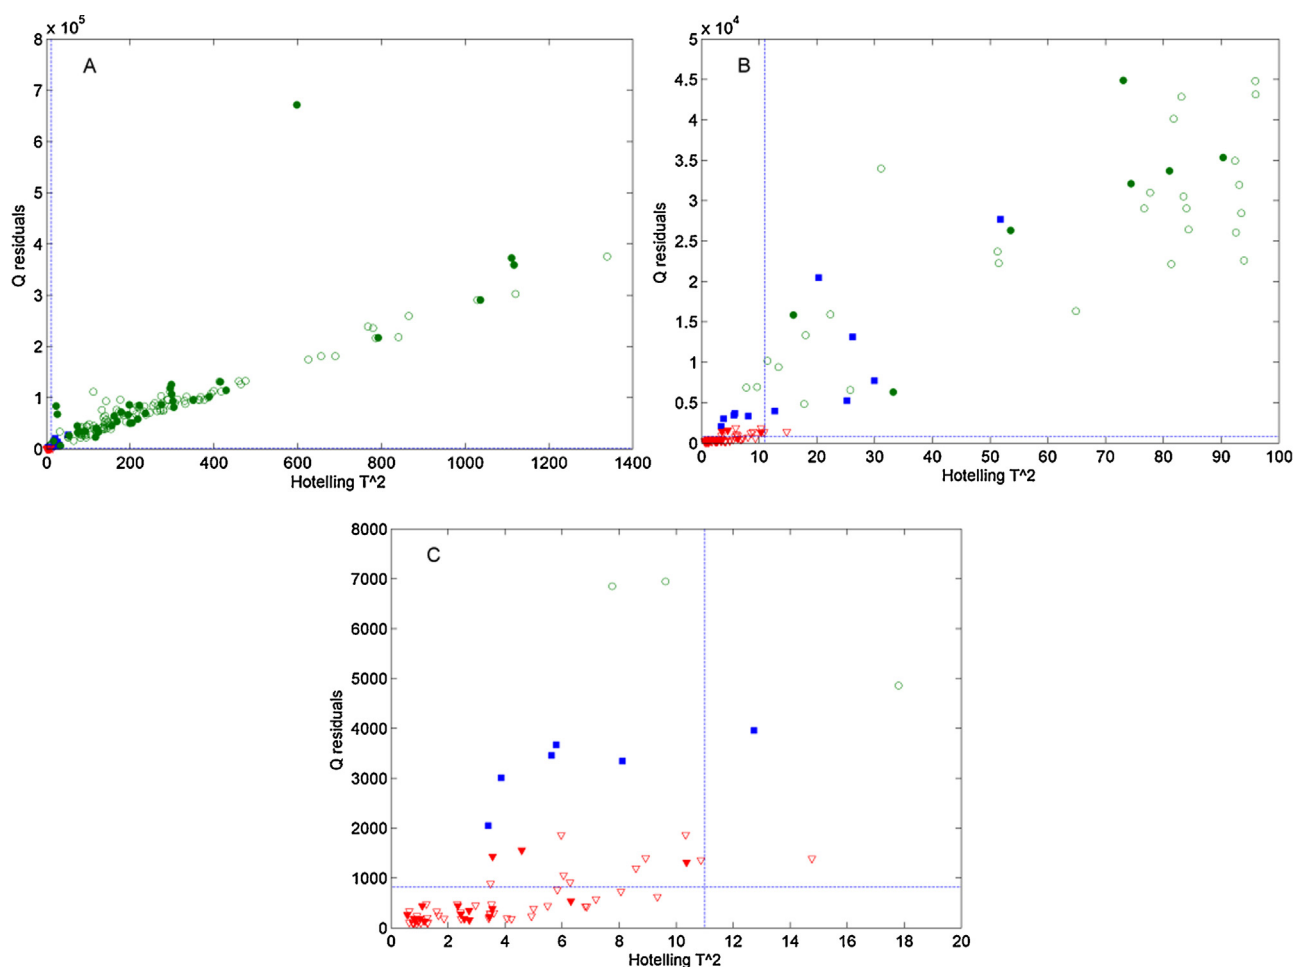 x 10^5
A
8
7
6
5
4
3
2
1
0
Q residuals
0 200 400 600 800 1000 1200 1400
Hotelling T^2
x 10^4
B
5
4.5
4
3.5
3
2.5
2
1.5
1
0.5
0
Q residuals
0 10 20 30 40 50 60 70 80 90 100
Hotelling T^2
C
8000
7000
6000
5000
4000
3000
2000
1000
0
Q residuals
0 2 4 6 8 10 12 14 16 18 20
Hotelling T^2